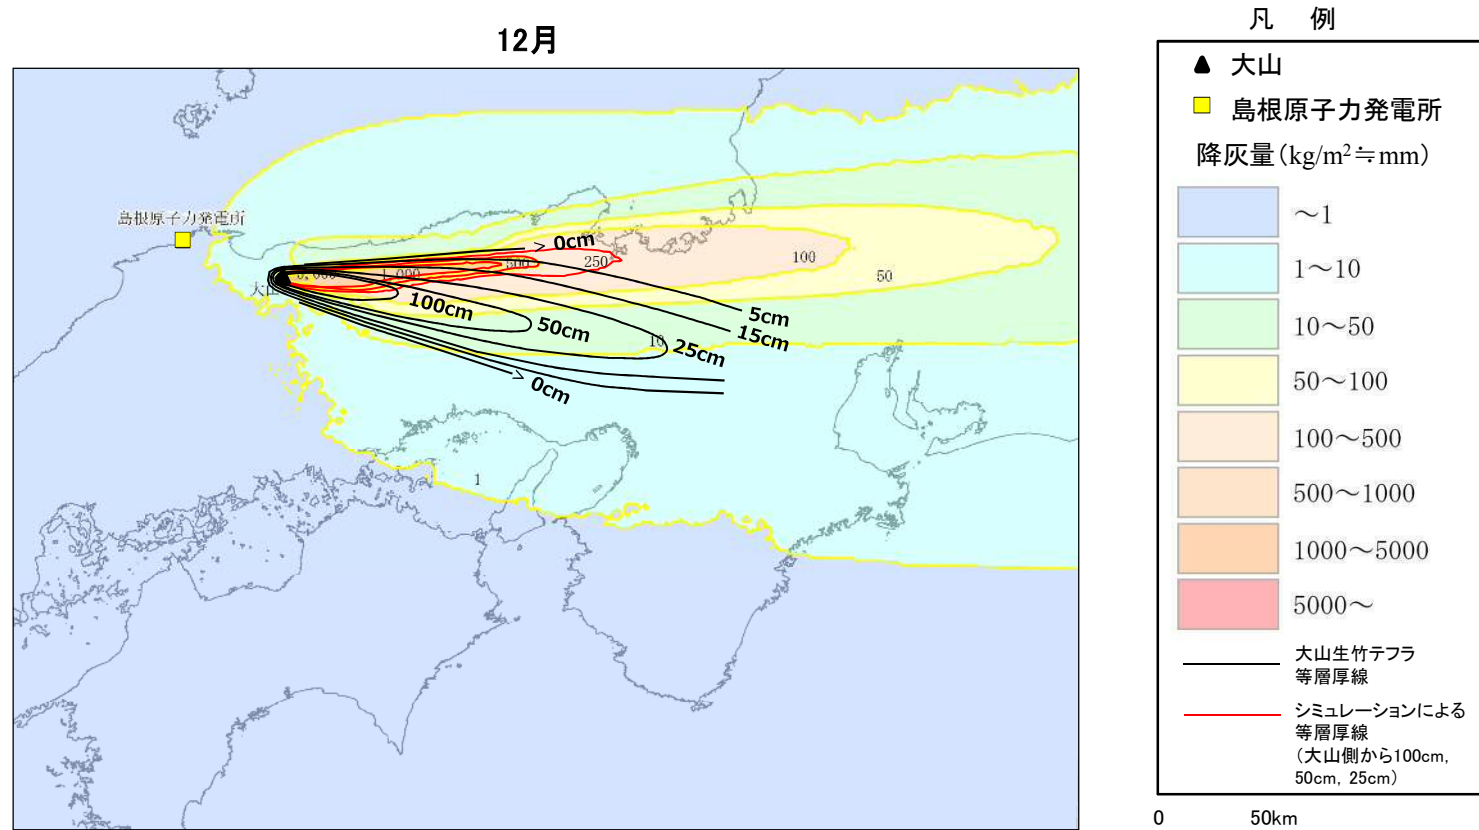 12月
島根原子力発電所
大山
1,000
500
250
100
50
10
1
> 0cm
5cm
15cm
25cm
50cm
100cm
> 0cm
凡 例
大山
島根原子力発電所
降灰量(kg/m²≒mm)
～1
1～10
10～50
50～100
100～500
500～1000
1000～5000
5000～
大山生竹テフラ
等層厚線
シミュレーションによる
等層厚線
(大山側から100cm,
50cm, 25cm)
0 50km